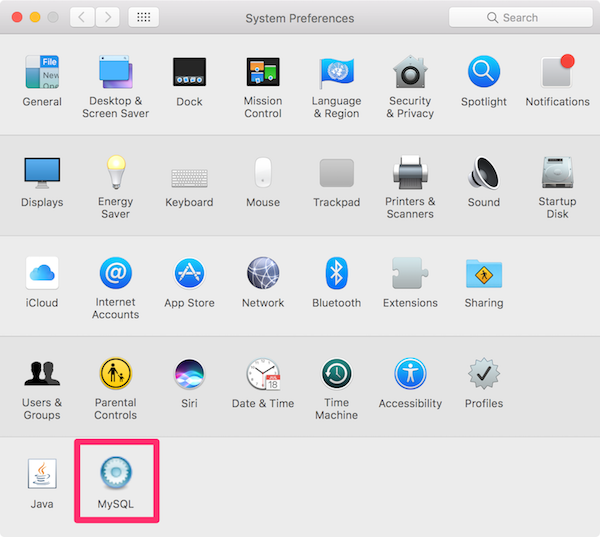 System Preferences
Search
General
Desktop &
Screen Saver
Dock
Mission
Control
Language
& Region
Security
& Privacy
Spotlight
Notifications
File
New
Ope
Displays
Energy
Saver
Keyboard
Mouse
Trackpad
Printers &
Scanners
Sound
Startup
Disk
iCloud
Internet
Accounts
App Store
Network
Bluetooth
Extensions
Sharing
Users &
Groups
Parental
Controls
Siri
Date & Time
Time
Machine
Accessibility
Profiles
JUL
18
Java
MySQL